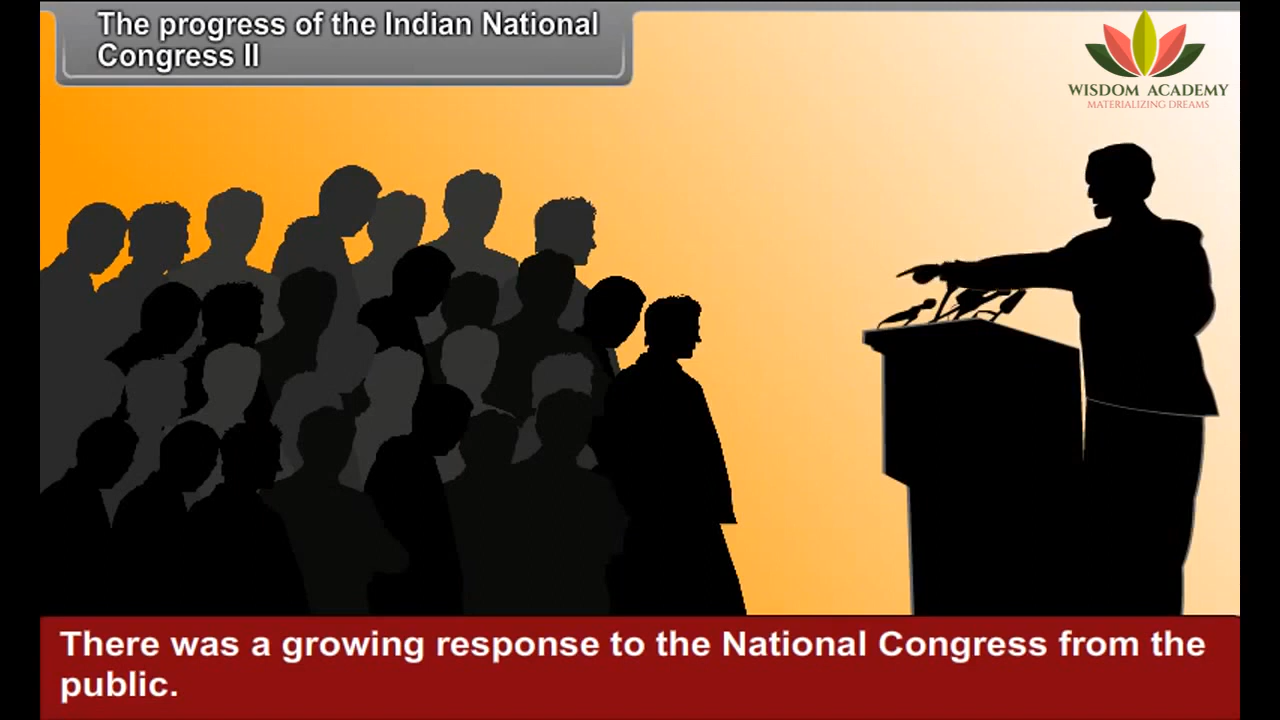 The progress of the Indian National
Congress II
WISDOM ACADEMY
MATERIALIZING DREAMS
There was a growing response to the National Congress from the
public.